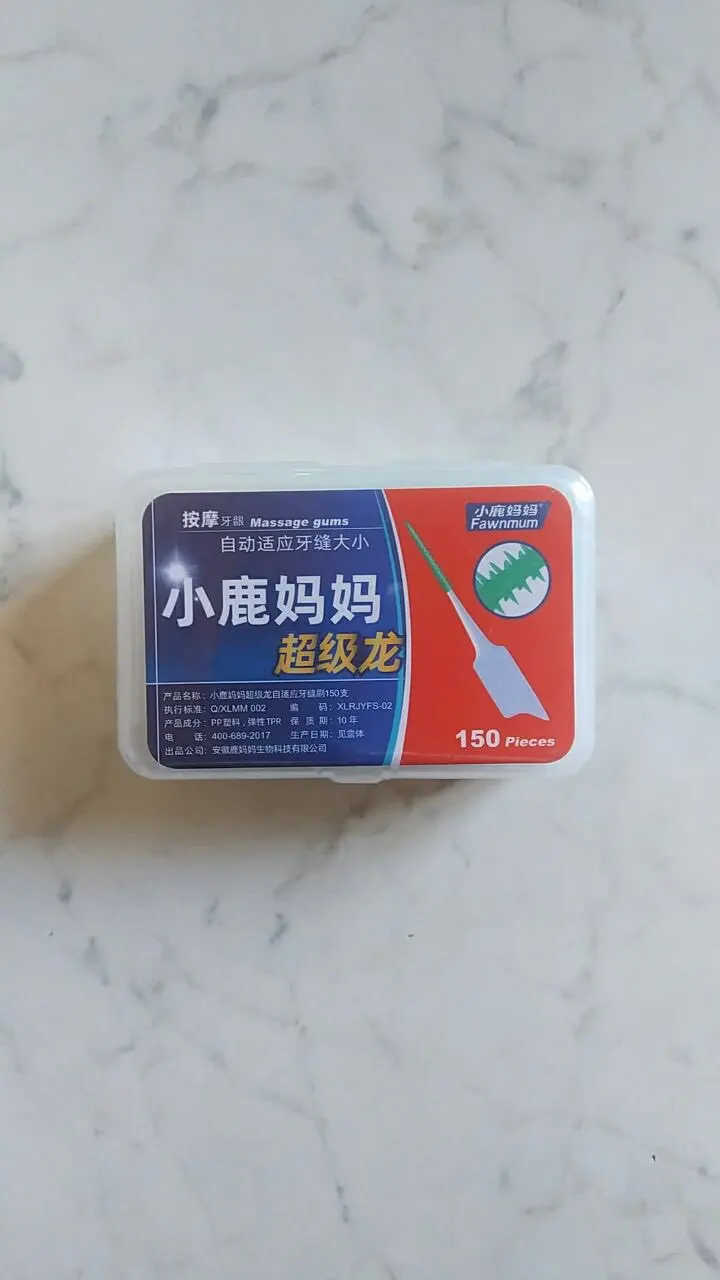 按摩牙龈 Massage gums
自动适应牙缝大小
小鹿妈妈
超级龙
产品名称：小鹿妈妈超级龙自适应牙缝刷150支
执行标准：Q/XLMM 002 编 码：XLRJYFS-02
产品成分：PP塑料，弹性TPR 保 质 期：10 年
电 话：400-689-2017 生产日期：见盒体
出品公司：安徽鹿妈妈生物科技有限公司
小鹿妈妈®
Fawnmum
150 Pieces